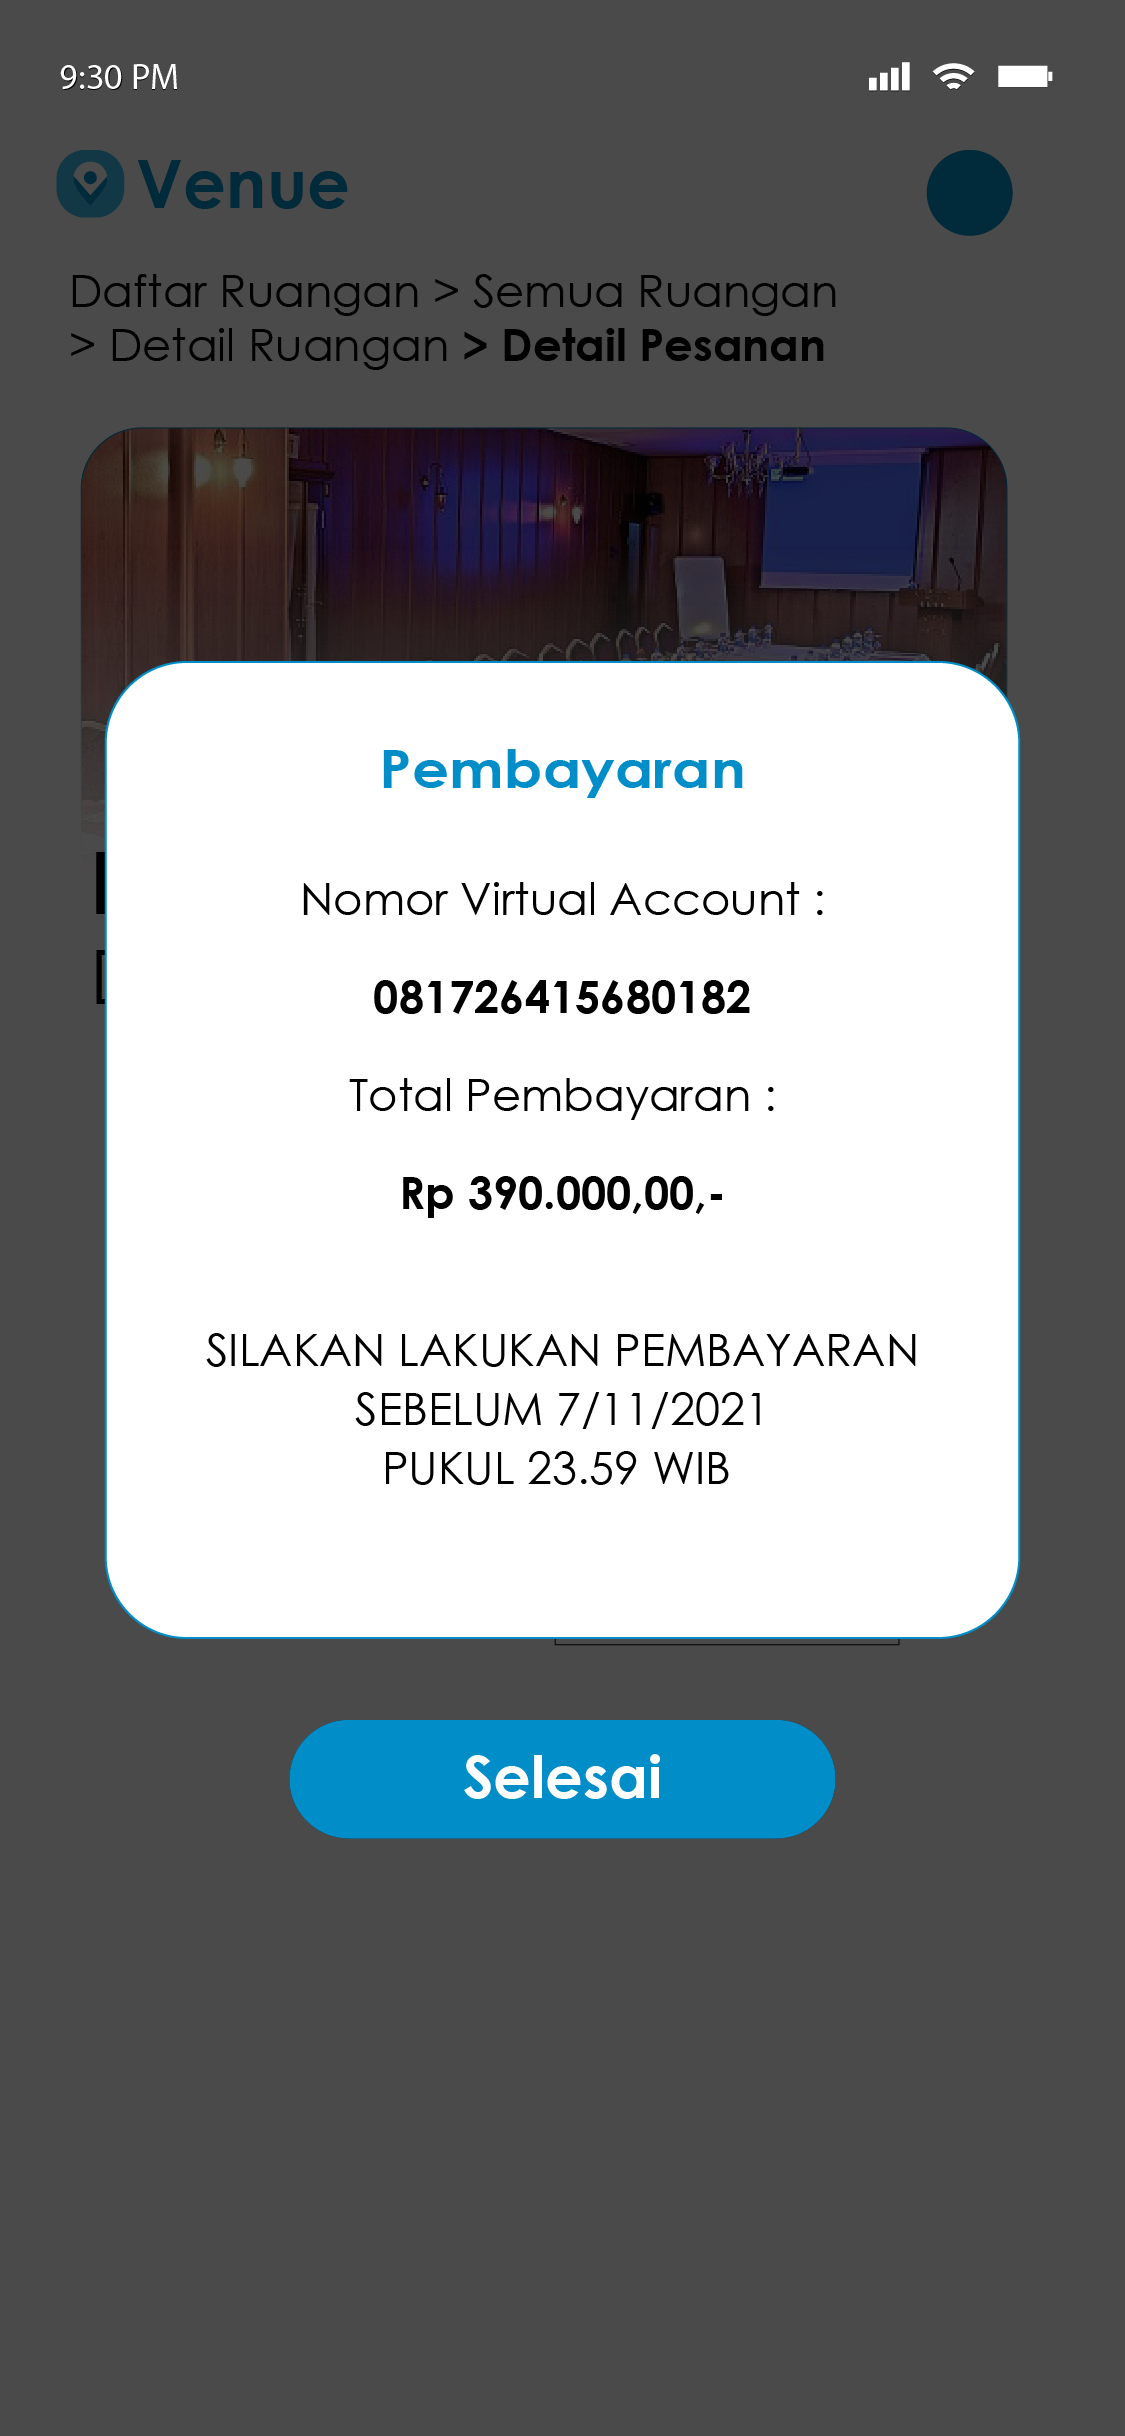 9:30 PM
Venue
Daftar Ruangan > Semua Ruangan
> Detail Ruangan > Detail Pesanan
Pembayaran
Nomor Virtual Account :
081726415680182
Total Pembayaran :
Rp 390.000,00,-
SILAKAN LAKUKAN PEMBAYARAN
SEBELUM 7/11/2021
PUKUL 23.59 WIB
Selesai